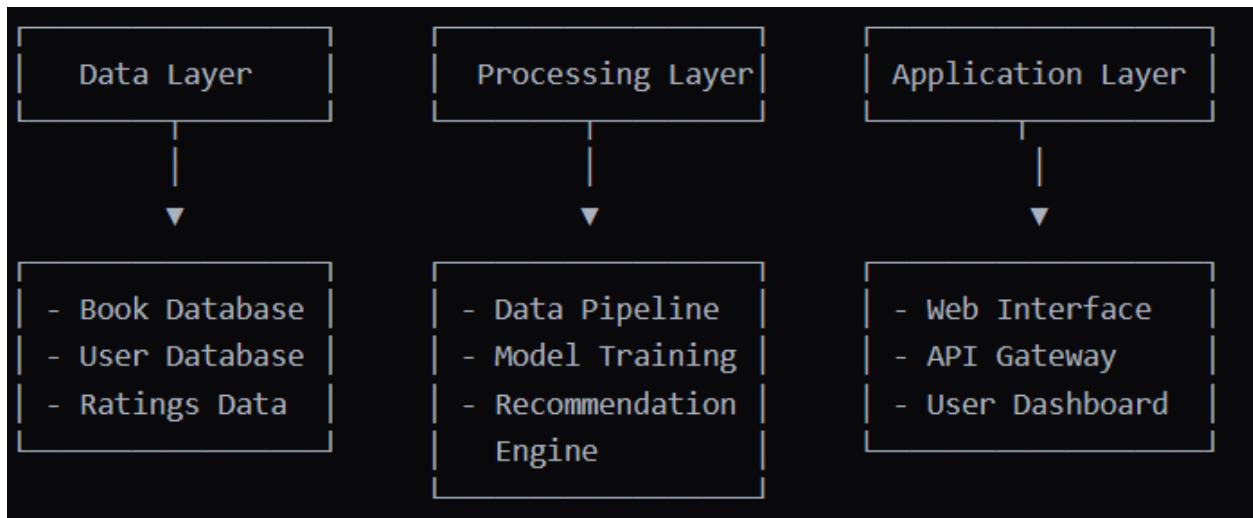 Data Layer
Processing Layer
Application Layer
- Book Database
- User Database
- Ratings Data
- Data Pipeline
- Model Training
- Recommendation
Engine
- Web Interface
- API Gateway
- User Dashboard